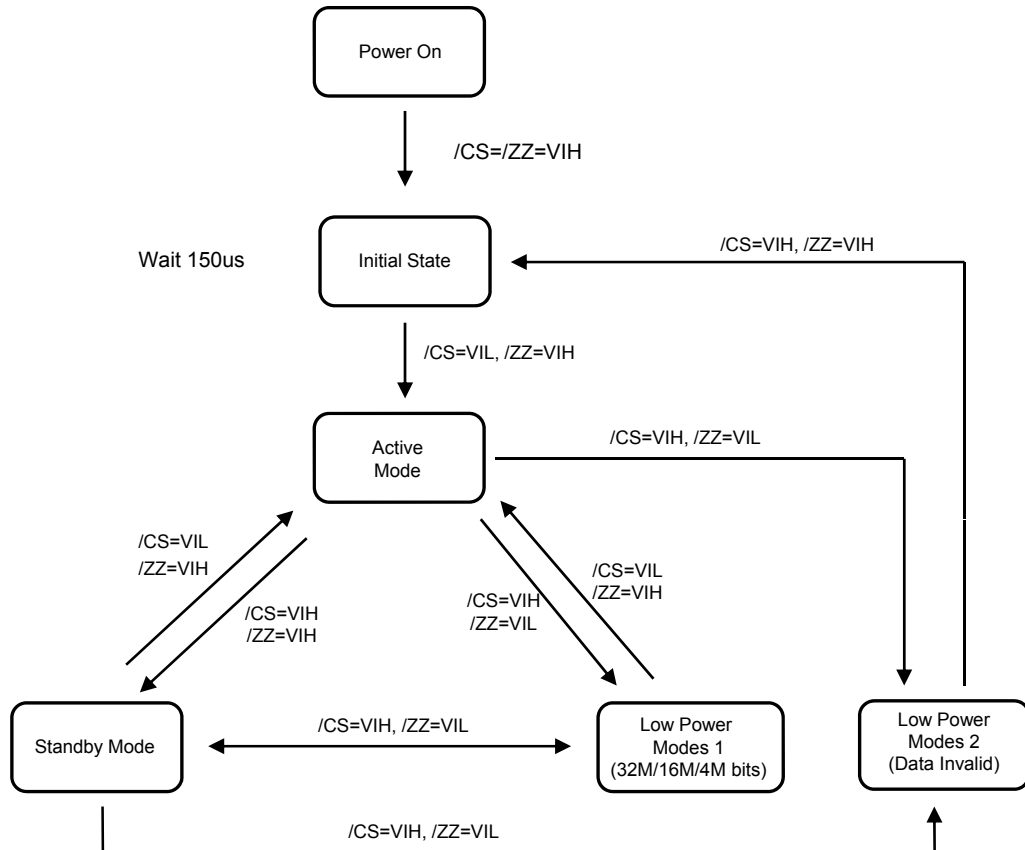 Power On
/CS=/ZZ=VIH
Wait 150us
Initial State
/CS=VIH, /ZZ=VIH
/CS=VIL, /ZZ=VIH
Active
Mode
/CS=VIH, /ZZ=VIL
/CS=VIL
/ZZ=VIH
/CS=VIH
/ZZ=VIH
/CS=VIH
/ZZ=VIL
/CS=VIL
/ZZ=VIH
Standby Mode
/CS=VIH, /ZZ=VIL
Low Power
Modes 1
(32M/16M/4M bits)
Low Power
Modes 2
(Data Invalid)
/CS=VIH, /ZZ=VIL